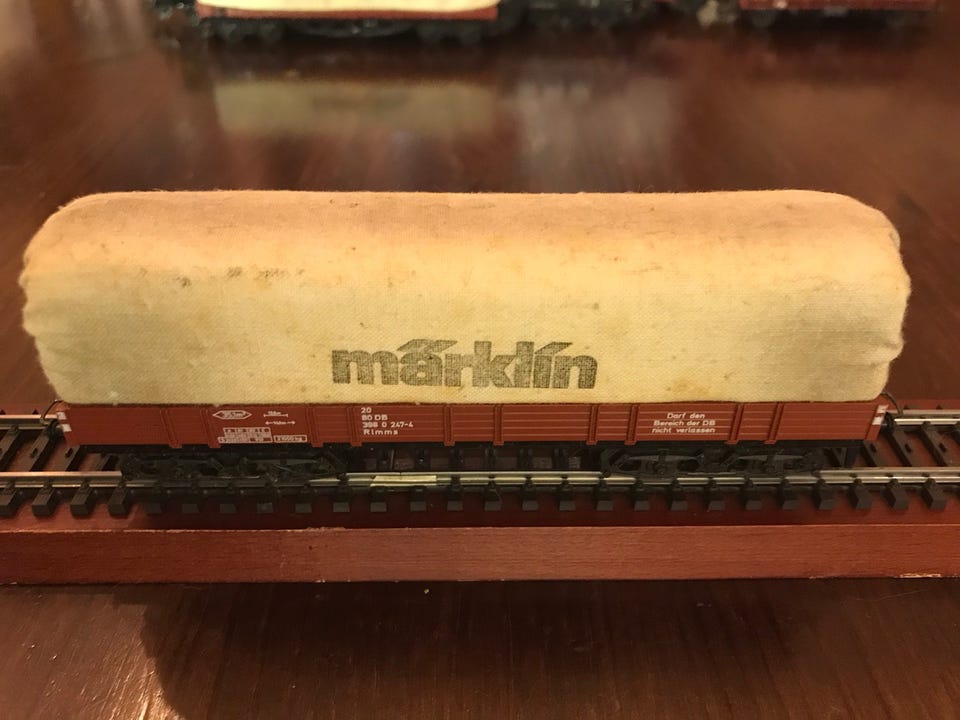 märklin
20
80 DB
398 0 247-4
Rlmms
Darf den
Bereich der DB
nicht verlassen